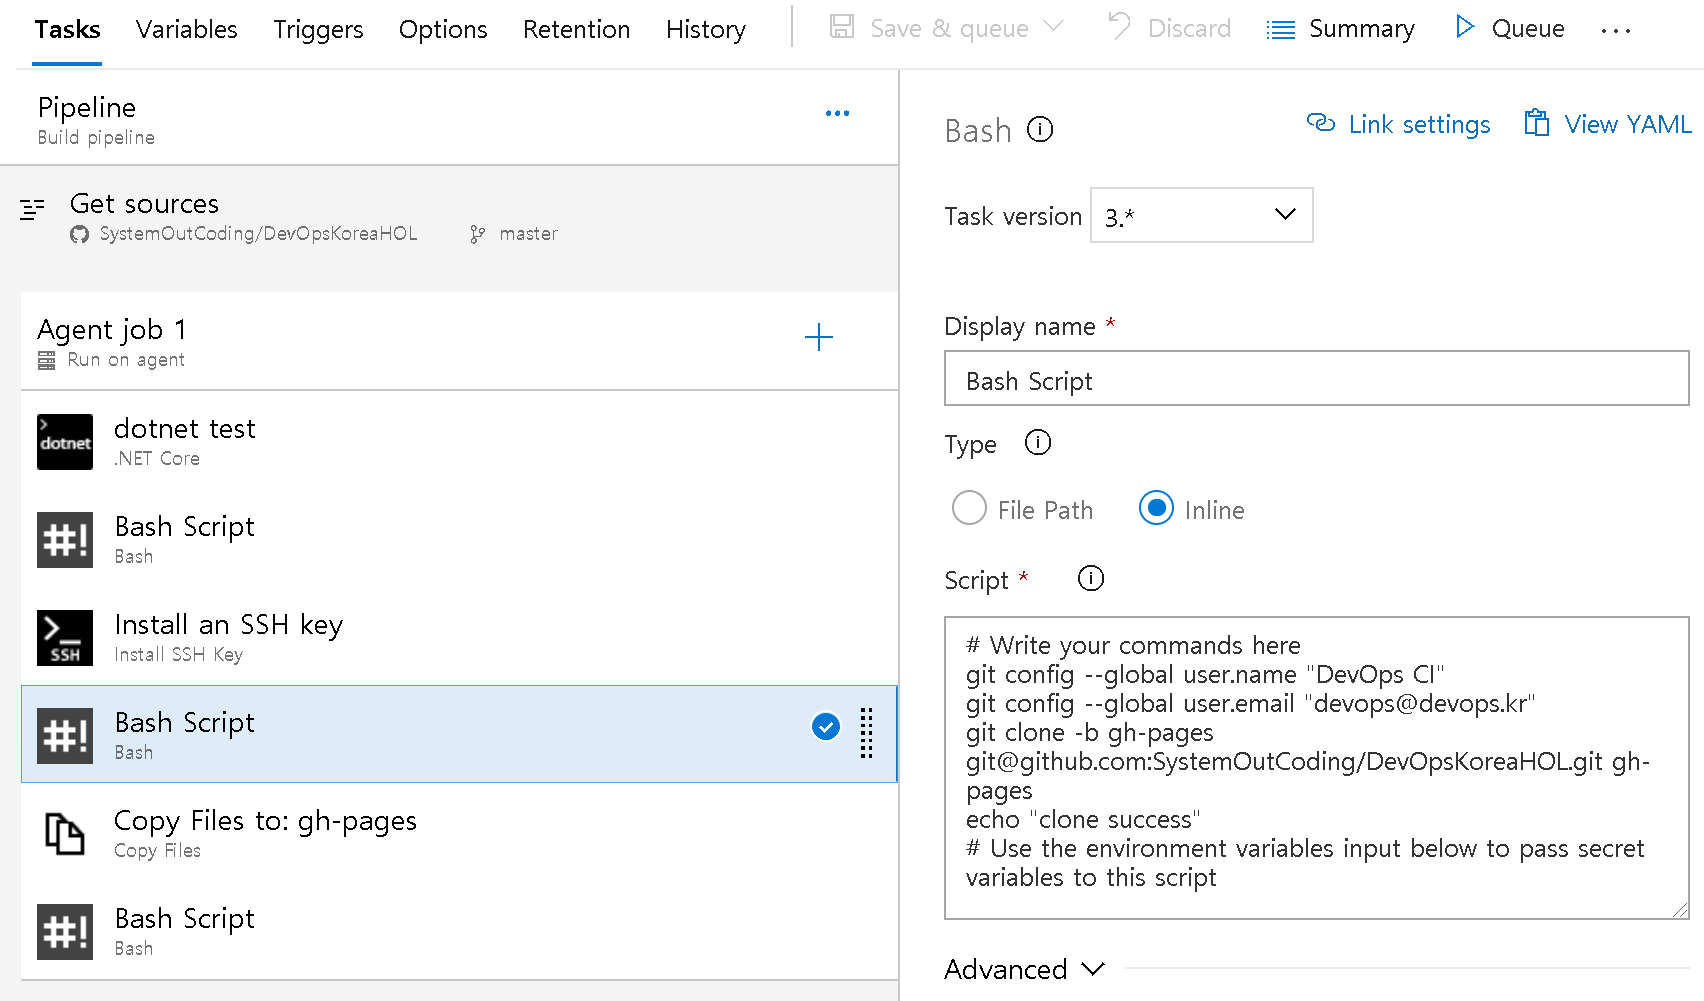 Tasks Variables Triggers Options Retention History Save & queue Discard Summary Queue ...
Pipeline
Build pipeline
Get sources
SystemOutCoding/DevOpsKoreaHOL master
Agent job 1
Run on agent
dotnet
dotnet test
.NET Core
#!
Bash Script
Bash
SSH
Install an SSH key
Install SSH Key
#!
Bash Script
Bash
Copy Files to: gh-pages
Copy Files
#!
Bash Script
Bash
Bash
Link settings View YAML
Task version 3.*
Display name *
Bash Script
Type
File Path Inline
Script *
# Write your commands here
git config --global user.name "DevOps CI"
git config --global user.email "devops@devops.kr"
git clone -b gh-pages
git@github.com:SystemOutCoding/DevOpsKoreaHOL.git gh-
pages
echo "clone success"
# Use the environment variables input below to pass secret
variables to this script
Advanced